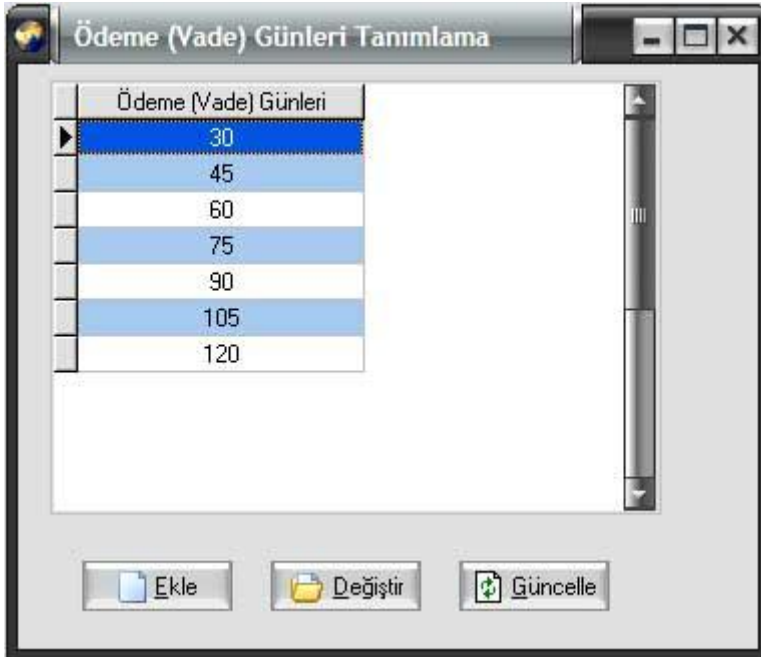 Ödeme (Vade) Günleri Tanımlama
Ödeme (Vade) Günleri
30
45
60
75
90
105
120
Ekle Değiştir Güncelle